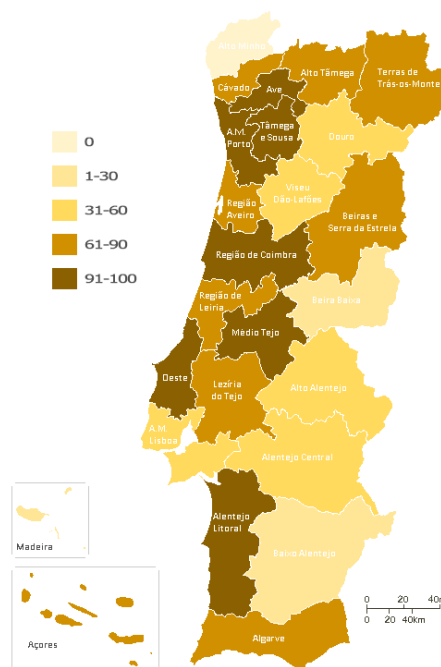 Alto Minho
Cávado
Ave
Alto Tâmega
Terras de
Trás-os-Monte
A.M.
Porto
Tâmega
e Sousa
Douro
0
1-30
31-60
61-90
91-100
Viseu
Dão-Lafões
Região
Aveiro
Beiras e
Serra da Estrela
Região de Coimbra
Região de
Leiria
Beira Baixa
Médio Tejo
Oeste
Lezíria
do Tejo
Alto Alentejo
A.M.
Lisboa
Alentejo Central
Alentejo
Litoral
Baixo Alentejo
Madeira
Açores
Algarve
0 20 40
0 20 40km